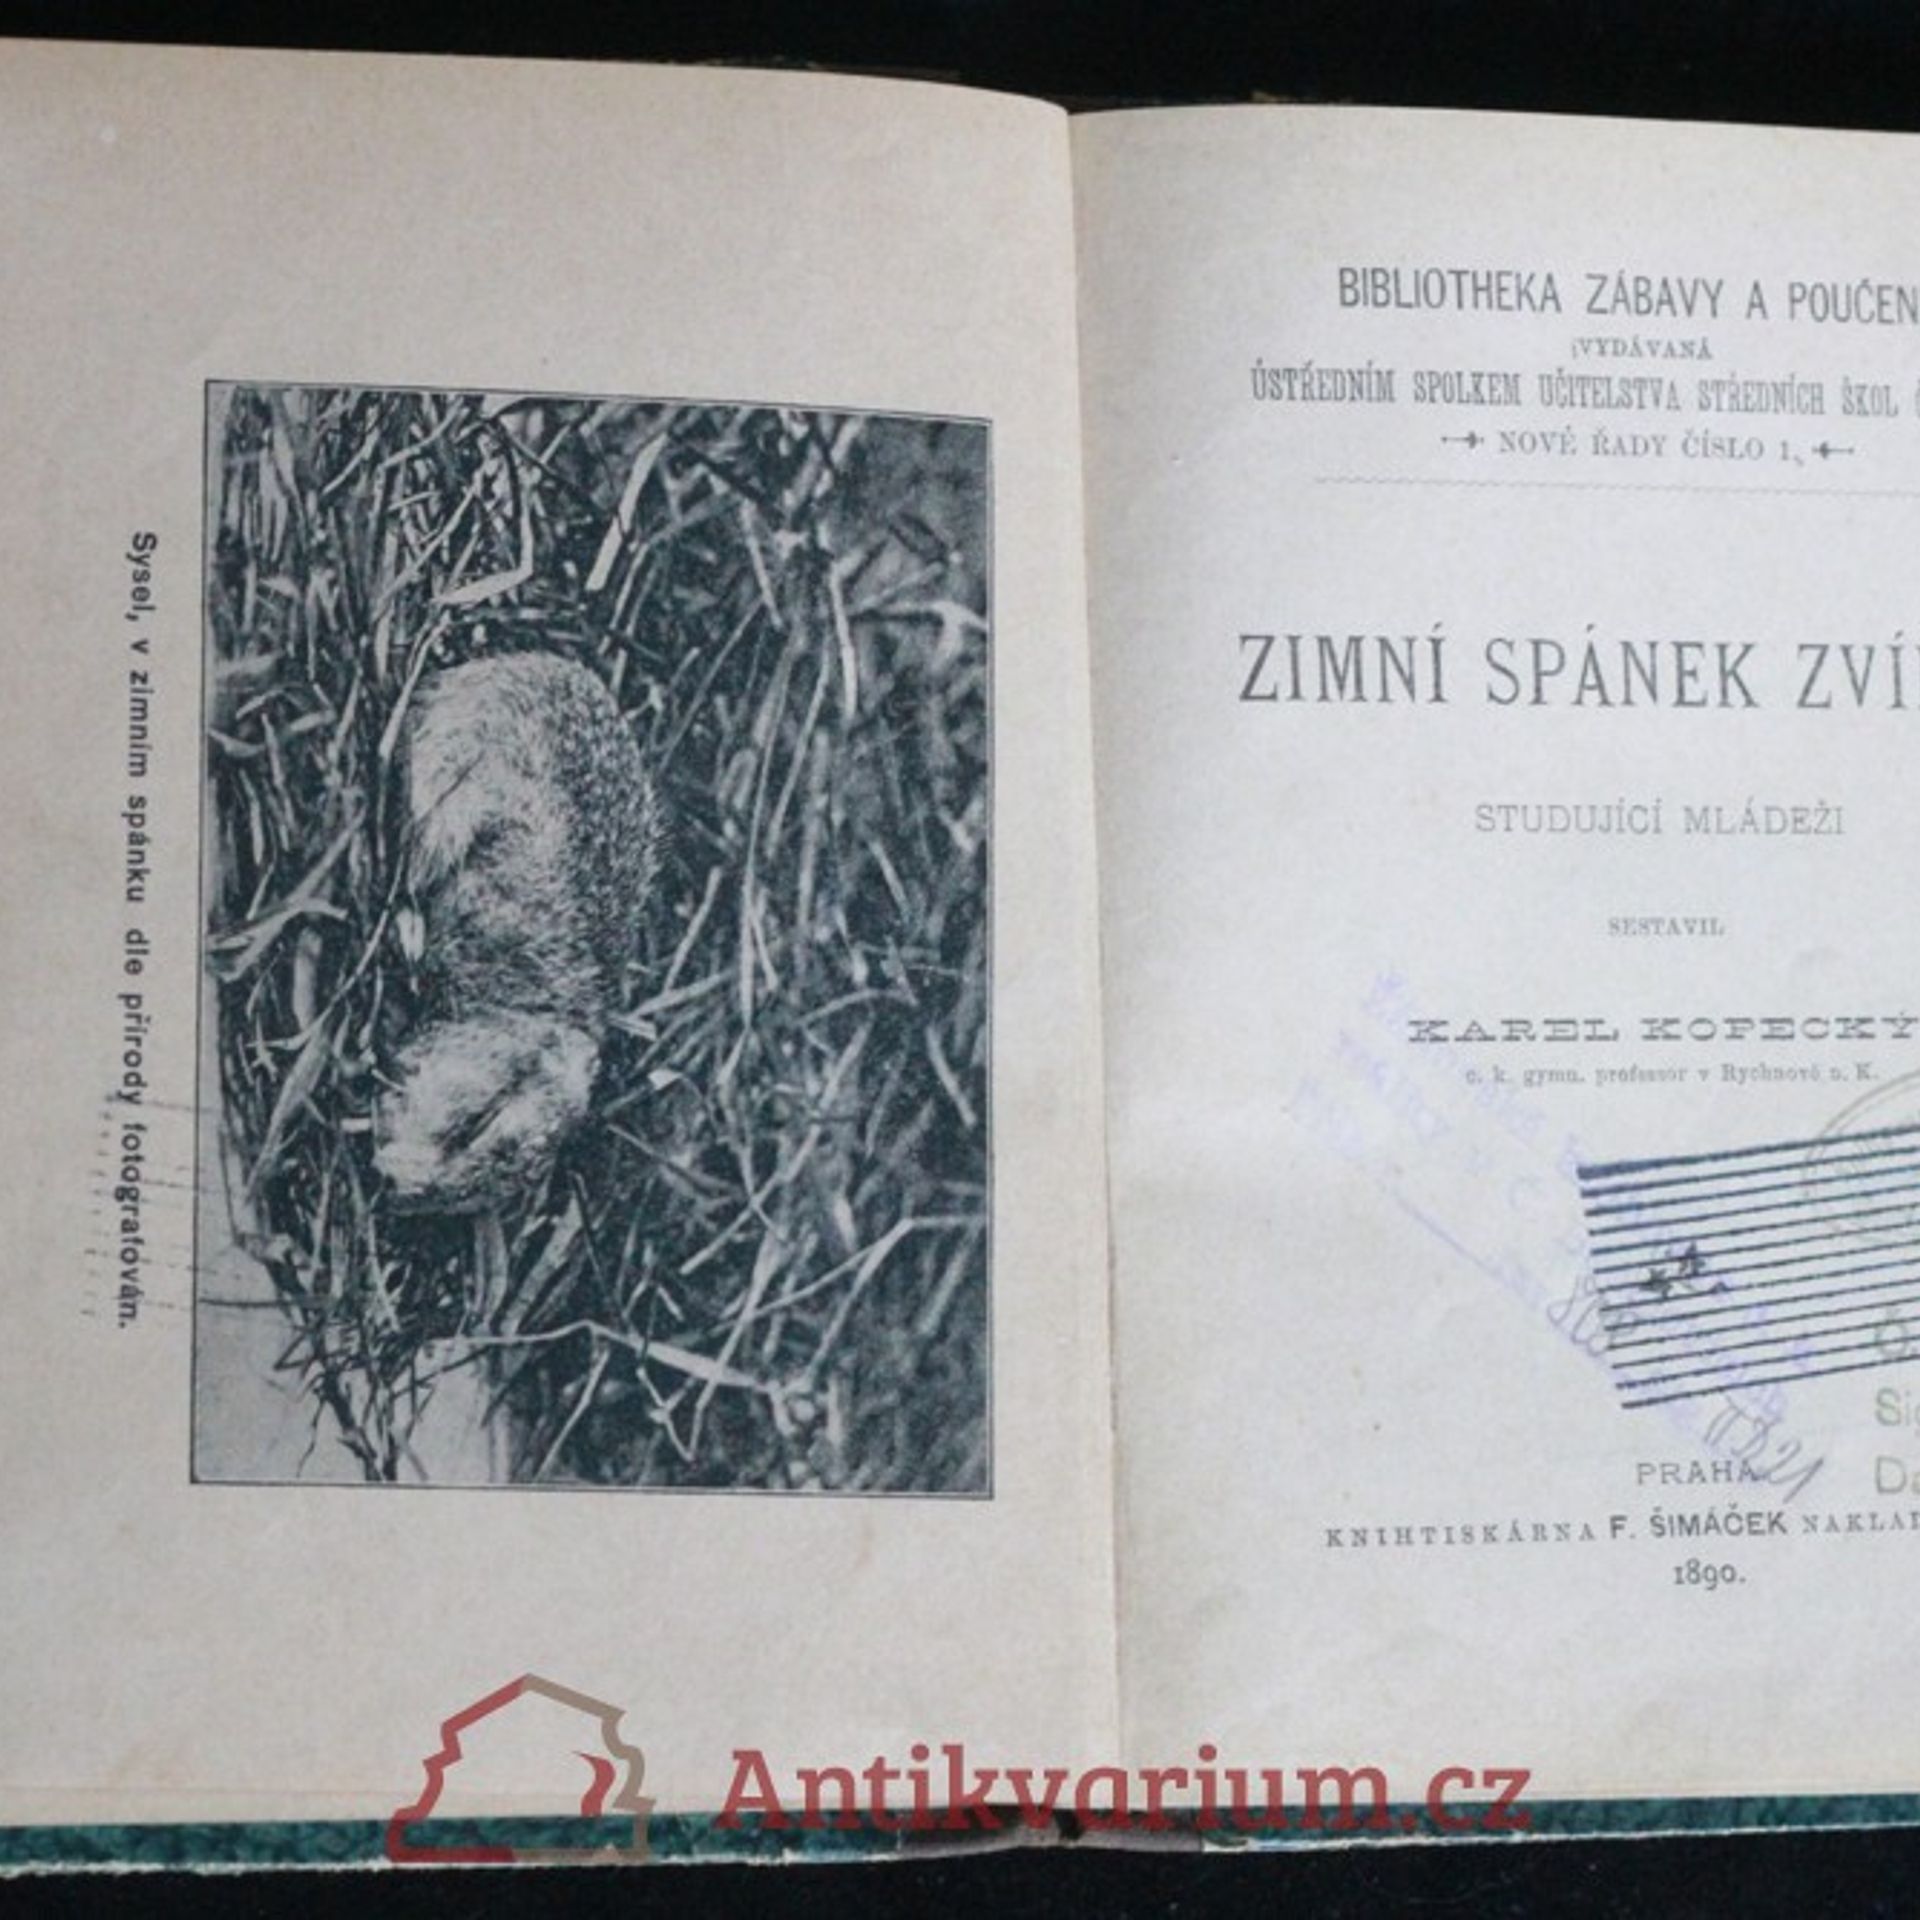 Sysel, v zimním spánku dle přírody fotografován.
BIBLIOTHEKA ZÁBAVY A POUČEN
VYDÁVANÁ
ÚSTŘEDNÍM SPOLKEM UČITELSTVA STŘEDNÍCH ŠKOL
NOVÉ ŘADY ČÍSLO 1.
ZIMNÍ SPÁNEK ZVÍ
STUDUJÍCÍ MLÁDEŽI
SESTAVIL
KAREL KOPECKÝ
c. k. gymn. professor v Rychnově n. K.
PRAHA.
KNIHTISKÁRNA F. ŠIMÁČEK NAKLAD
1890.
Antikvarium.cz